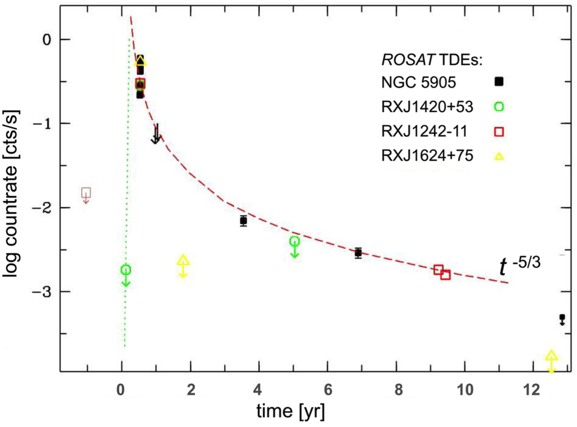 ROSAT TDEs:
NGC 5905
RXJ1420+53
RXJ1242-11
RXJ1624+75
log countrate [cts/s]
0
-1
-2
-3
t -5/3
0 2 4 6 8 10 12
time [yr]